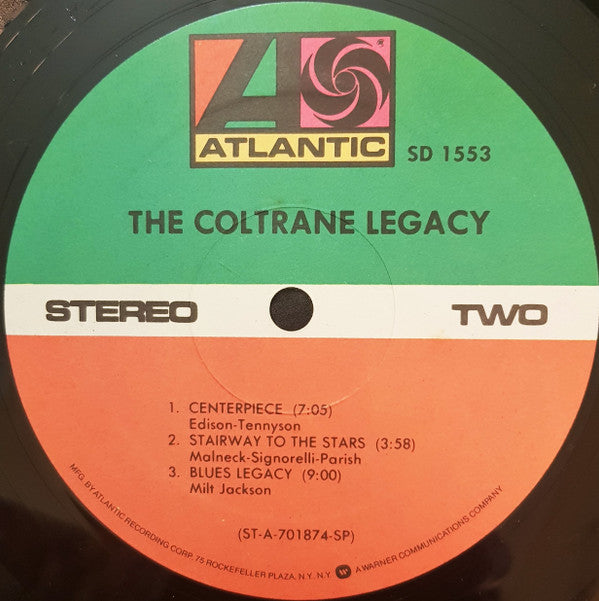 ATLANTIC
SD 1553
THE COLTRANE LEGACY
STEREO
TWO
1. CENTERPIECE (7:05)
Edison-Tennyson
2. STAIRWAY TO THE STARS (3:58)
Malneck-Signorelli-Parish
3. BLUES LEGACY (9:00)
Milt Jackson
(ST-A-701874-SP)
MFG. BY ATLANTIC RECORDING CORP. 75 ROCKEFELLER PLAZA, N.Y. N.Y. A WARNER COMMUNICATIONS COMPANY